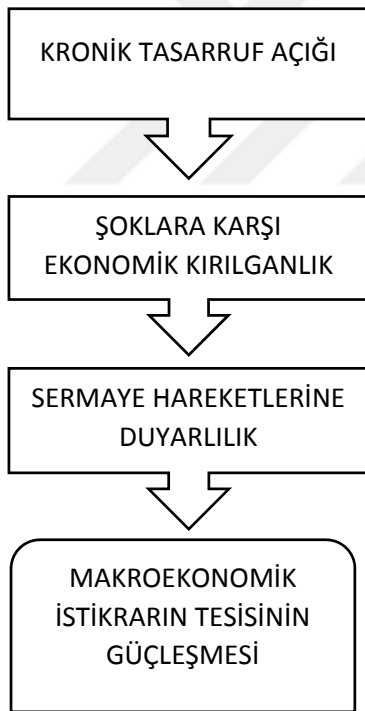 KRONİK TASARRUF AÇIĞI
ŞOKLARA KARŞI
EKONOMİK KIRILGANLIK
SERMAYE HAREKETLERİNE
DUYARLILIK
MAKROEKONOMİK
İSTİKRARIN TESİSİNİN
GÜÇLEŞMESİ